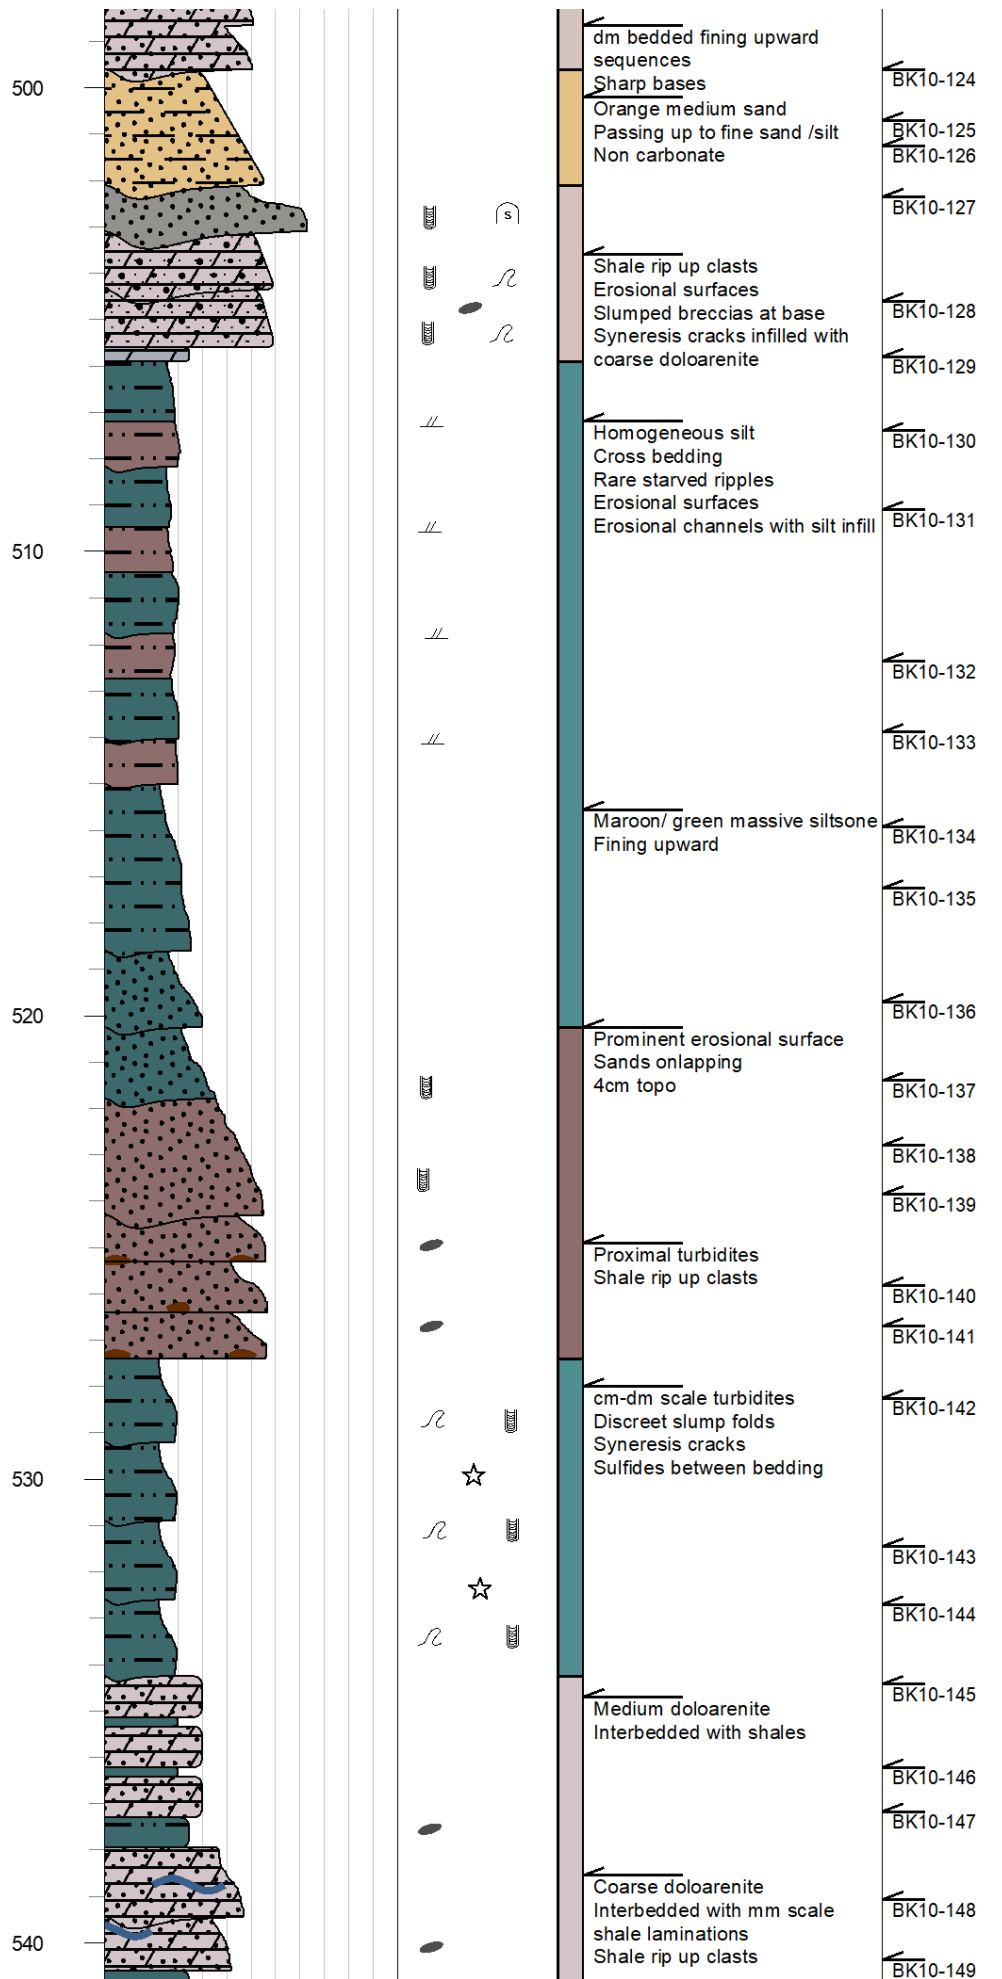 dm bedded fining upward
sequences
Sharp bases
500
BK10-124
Orange medium sand
Passing up to fine sand /silt
Non carbonate
BK10-125
BK10-126
BK10-127
s
Shale rip up clasts
Erosional surfaces
Slumped breccias at base
Syneresis cracks infilled with
coarse doloarenite
BK10-128
BK10-129
Homogeneous silt
Cross bedding
Rare starved ripples
Erosional surfaces
Erosional channels with silt infill
BK10-130
BK10-131
510
BK10-132
BK10-133
Maroon/ green massive siltsone
Fining upward
BK10-134
BK10-135
BK10-136
520
Prominent erosional surface
Sands onlapping
4cm topo
BK10-137
BK10-138
BK10-139
Proximal turbidites
Shale rip up clasts
BK10-140
BK10-141
cm-dm scale turbidites
Discreet slump folds
Syneresis cracks
Sulfides between bedding
BK10-142
530
BK10-143
BK10-144
BK10-145
Medium doloarenite
Interbedded with shales
BK10-146
BK10-147
Coarse doloarenite
Interbedded with mm scale
shale laminations
Shale rip up clasts
BK10-148
540
BK10-149